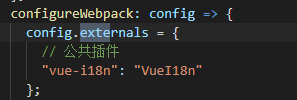 configureWebpack: config => {
config.externals = {
// 公共插件
"vue-i18n": "VueI18n"
};